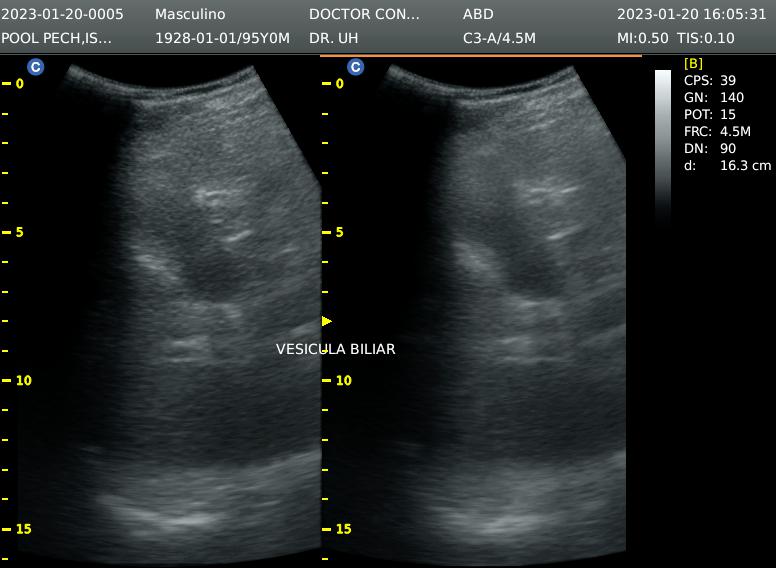 2023-01-20-0005 Masculino DOCTOR CON... ABD 2023-01-20 16:05:31
POOL PECH,IS... 1928-01-01/95Y0M DR. UH C3-A/4.5M MI:0.50 TIS:0.10
C C
[B]
CPS: 39
GN: 140
POT: 15
FRC: 4.5M
DN: 90
d: 16.3 cm
0 0
5 5
VESICULA BILIAR
10 10
15 15